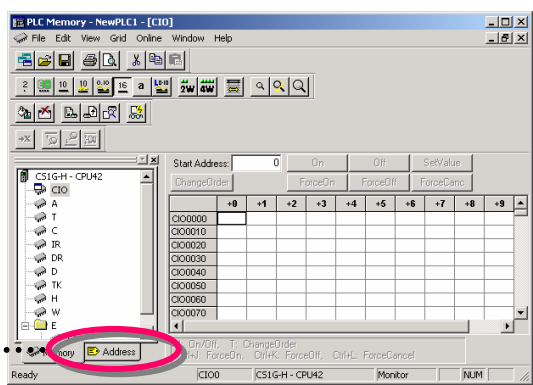 PLC Memory - NewPLC1 - [CIO]
File Edit View Grid Online Window Help
2 10 10 0.10 16 a 2W 4W
Start Address: 0 On Off SetValue
ChangeOrder ForceOn ForceOff ForceCanc
CS1G-H - CPU42
CIO
A
T
C
IR
DR
D
TK
H
W
E
+0 +1 +2 +3 +4 +5 +6 +7 +8 +9
CIO0000
CIO0010
CIO0020
CIO0030
CIO0040
CIO0050
CIO0060
CIO0070
Address
On/Off, T: ChangeOrder
ForceOn, Ctrl+K: ForceOff, Ctrl+L: ForceCancel
Ready CIO0 CS1G-H - CPU42 Monitor NUM